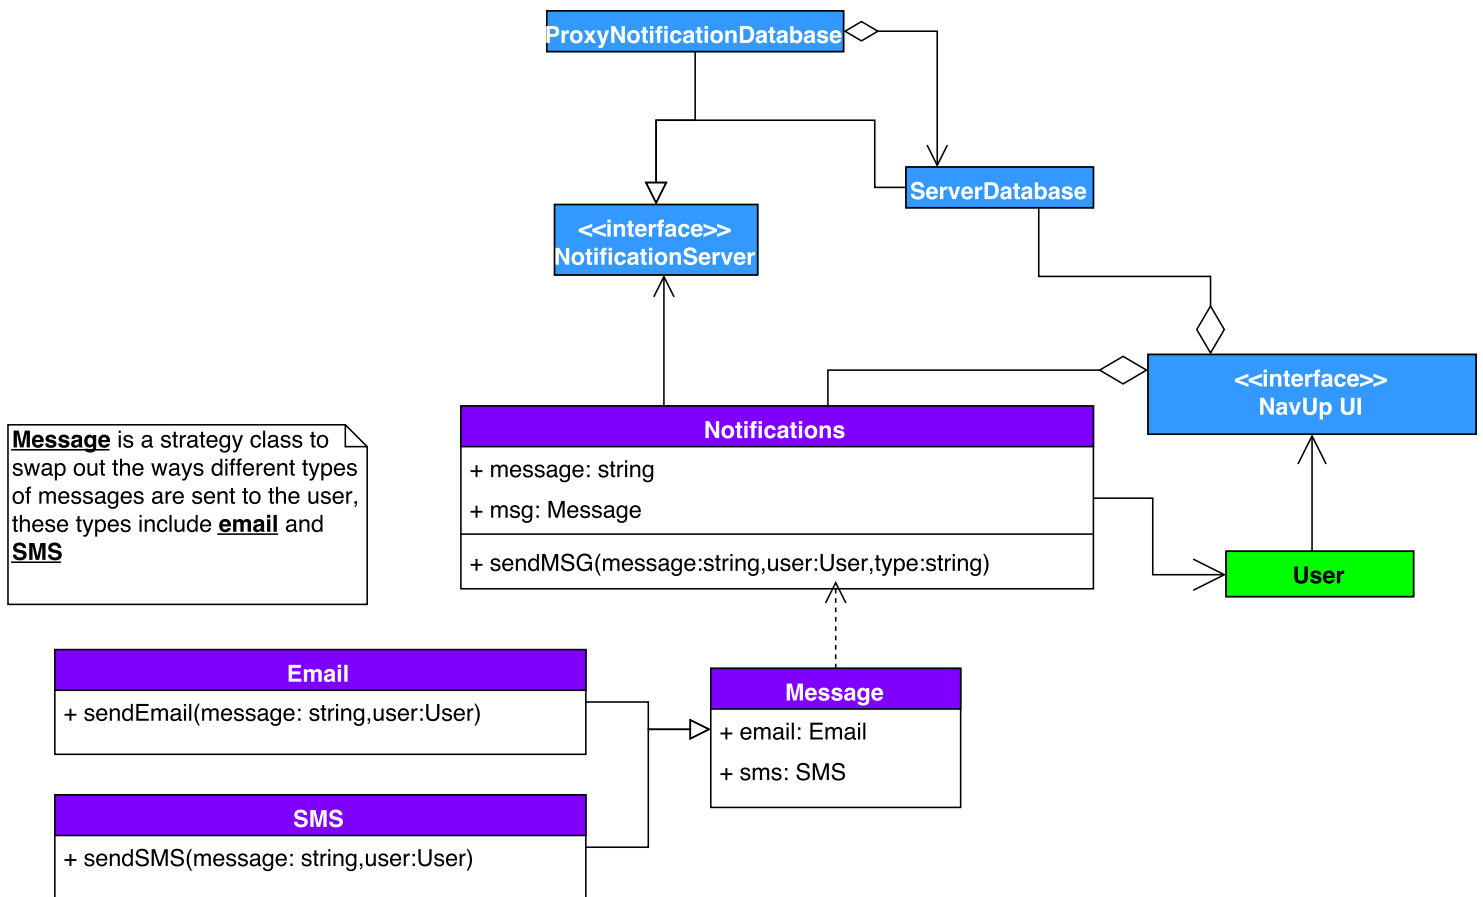 ProxyNotificationDatabase
ServerDatabase
<<interface>>
NotificationServer
<<interface>>
NavUp UI
Notifications
+ message: string
+ msg: Message
+ sendMSG(message:string,user:User,type:string)
Message is a strategy class to
swap out the ways different types
of messages are sent to the user,
these types include email and
SMS
User
Email
+ sendEmail(message: string,user:User)
Message
+ email: Email
+ sms: SMS
SMS
+ sendSMS(message: string,user:User)